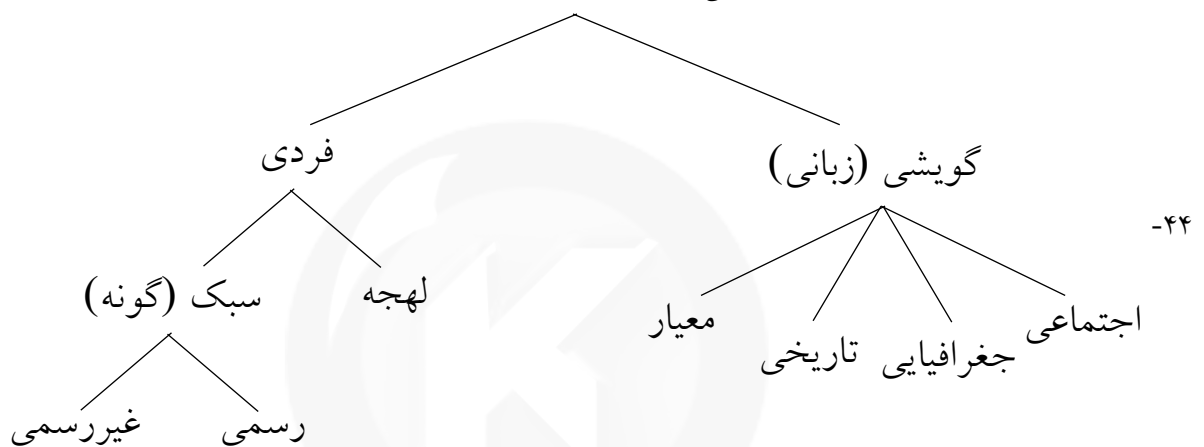 گویشی (زبانی) فردی
۴۴-
اجتماعی جغرافیایی تاریخی معیار لهجه سبک (گونه)
رسمی غیررسمی